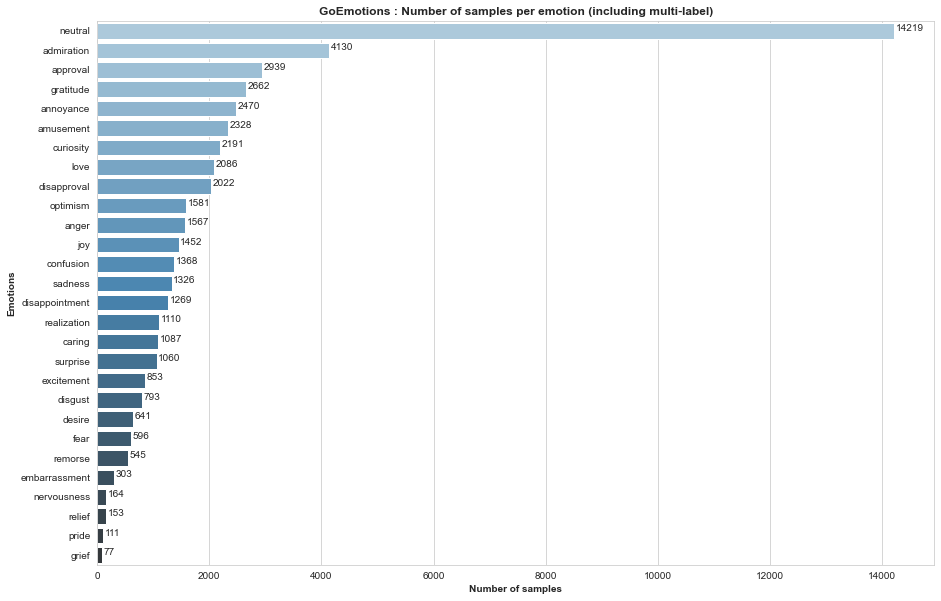 GoEmotions : Number of samples per emotion (including multi-label)
neutral 14219
admiration 4130
approval 2939
gratitude 2662
annoyance 2470
amusement 2328
curiosity 2191
love 2086
disapproval 2022
optimism 1581
anger 1567
joy 1452
confusion 1368
sadness 1326
disappointment 1269
realization 1110
caring 1087
surprise 1060
excitement 853
disgust 793
desire 641
fear 596
remorse 545
embarrassment 303
nervousness 164
relief 153
pride 111
grief 77
Emotions
0 2000 4000 6000 8000 10000 12000 14000
Number of samples